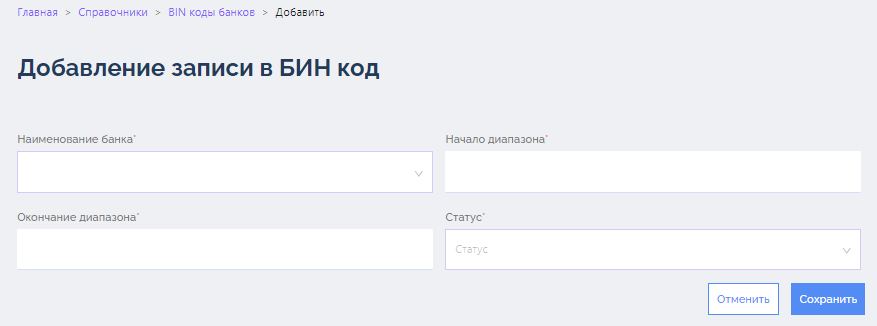 Главная > Справочники > BIN коды банков > Добавить
Добавление записи в БИН код
Наименование банка* Начало диапазона*
Окончание диапазона* Статус*
Статус
Отменить Сохранить